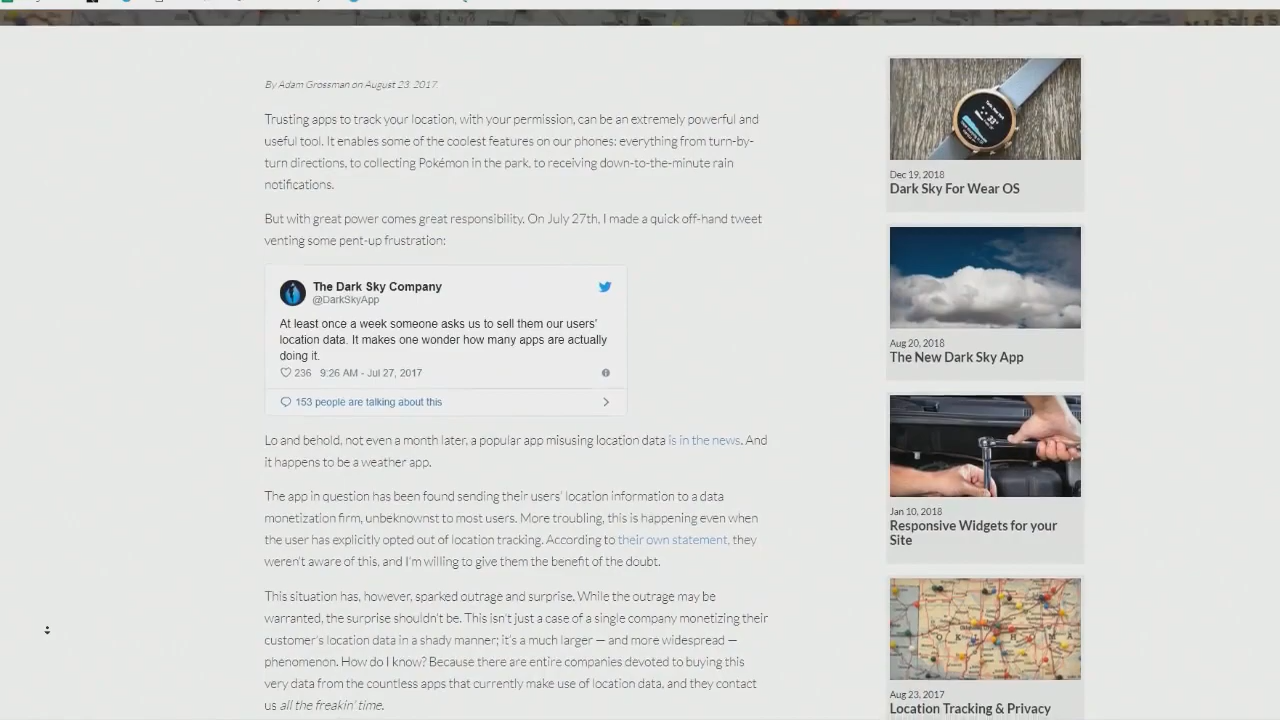 By Adam Grossman on August 23, 2017.
Trusting apps to track your location, with your permission, can be an extremely powerful and
useful tool. It enables some of the coolest features on our phones: everything from turn-by-
turn directions, to collecting Pokémon in the park, to receiving down-to-the-minute rain
notifications.
But with great power comes great responsibility. On July 27th, I made a quick off-hand tweet
venting some pent-up frustration:
The Dark Sky Company
@DarkSkyApp
At least once a week someone asks us to sell them our users'
location data. It makes one wonder how many apps are actually
doing it.
236 9:26 AM - Jul 27, 2017
153 people are talking about this
Lo and behold, not even a month later, a popular app misusing location data is in the news. And
it happens to be a weather app.
The app in question has been found sending their users' location information to a data
monetization firm, unbeknownst to most users. More troubling, this is happening even when
the user has explicitly opted out of location tracking. According to their own statement, they
weren't aware of this, and I'm willing to give them the benefit of the doubt.
This situation has, however, sparked outrage and surprise. While the outrage may be
warranted, the surprise shouldn't be. This isn't just a case of a single company monetizing their
customer's location data in a shady manner; it's a much larger — and more widespread —
phenomenon. How do I know? Because there are entire companies devoted to buying this
very data from the countless apps that currently make use of location data, and they contact
us all the freakin' time.
Dec 19, 2018
Dark Sky For Wear OS
Aug 20, 2018
The New Dark Sky App
Jan 10, 2018
Responsive Widgets for your
Site
Aug 23, 2017
Location Tracking & Privacy